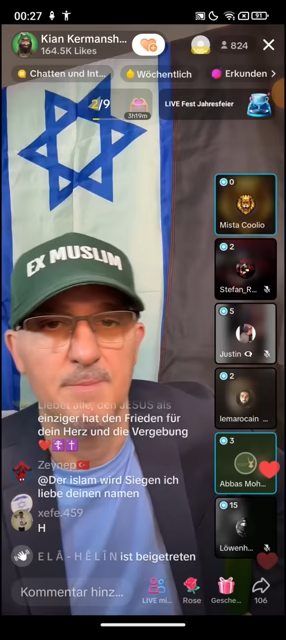 00:27
91
Kian Kermansh...
164.5K Likes
824
Chatten und Int...
Wöchentlich
Erkunden
2/9
3h19m
LIVE Fest Jahresfeier
EX MUSLIM
0
Mista Coolio
2
Stefan_R...
5
Justin
2
lemarocain ...
3
Abbas Moh...
15
Löwenh...
Liebet alle, den JESUS als
einziger hat den Frieden für
dein Herz und die Vergebung
Zeynep
@Der islam wird Siegen ich
liebe deinen namen
xefe.459
H
E L Â - H Ê L Î N ist beigetreten
Kommentar hinz...
LIVE mi...
Rose
Gesche...
106